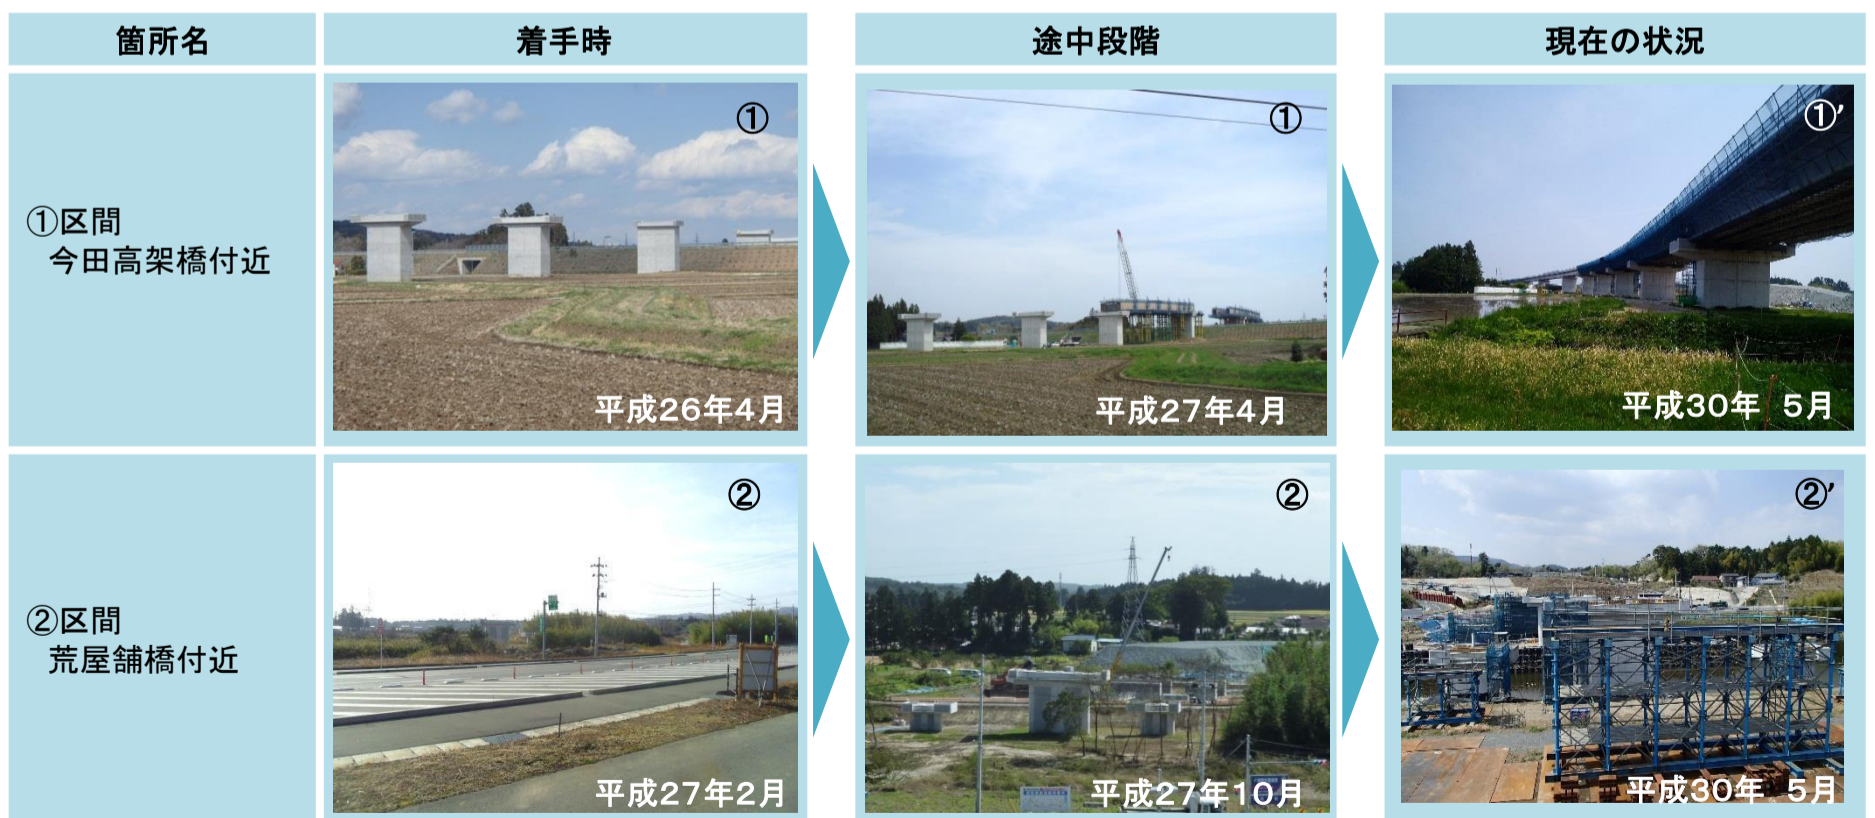 箇所名
着手時
途中段階
現在の状況
①区間
今田高架橋付近
①
平成26年4月
①
平成27年4月
①’
平成30年 5月
②区間
荒屋舗橋付近
②
平成27年2月
②
平成27年10月
②’
平成30年 5月